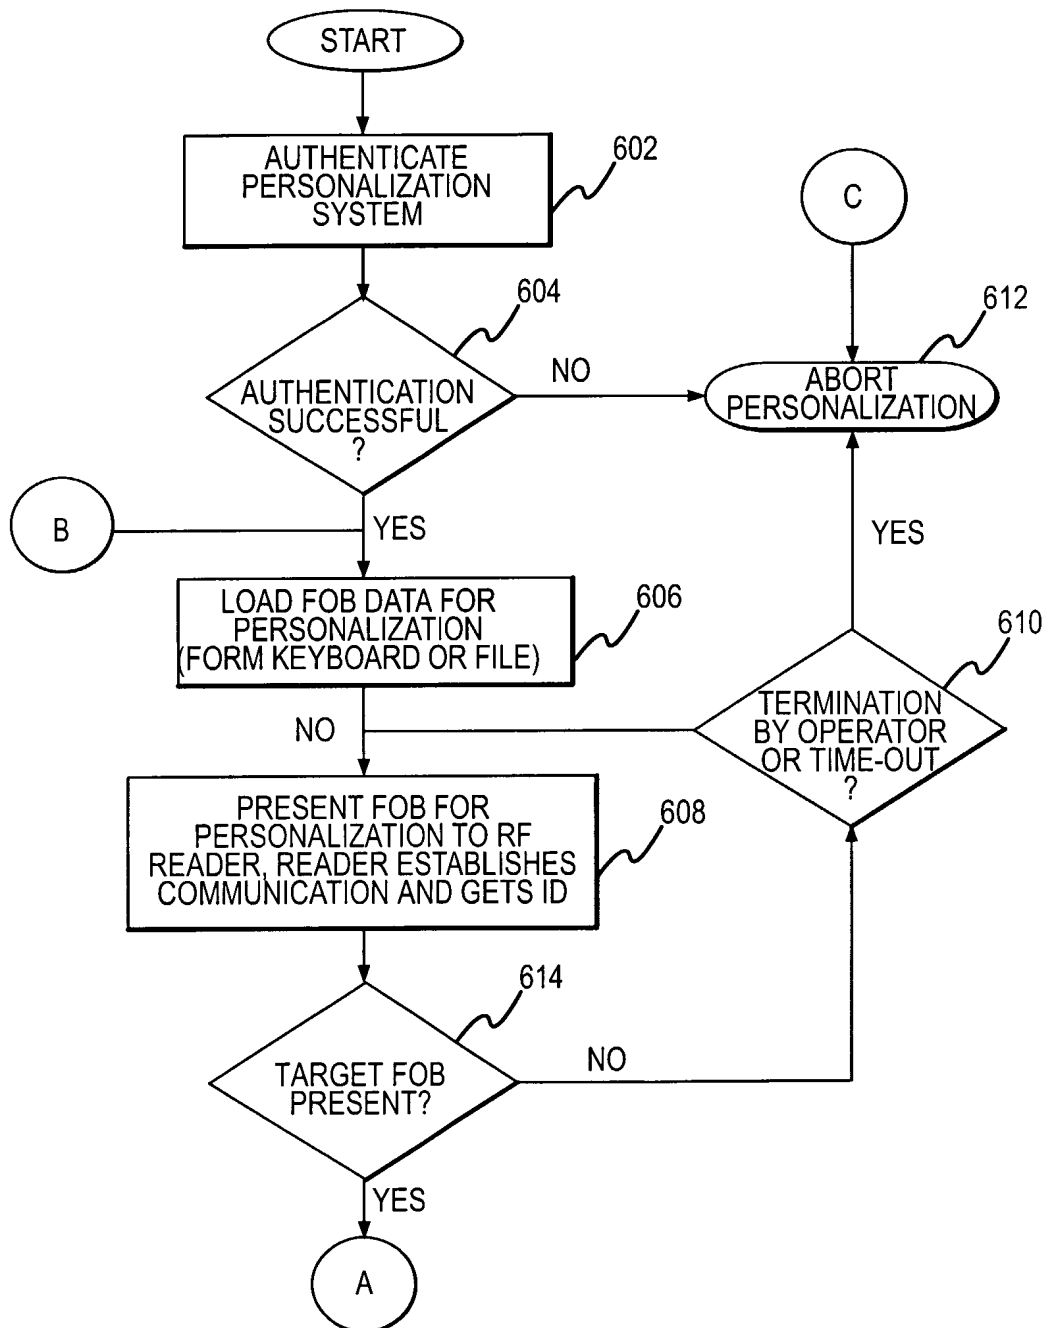 START
AUTHENTICATE
PERSONALIZATION
SYSTEM
602
C
604
612
AUTHENTICATION
SUCCESSFUL
?
NO
ABORT
PERSONALIZATION
B
YES
YES
LOAD FOB DATA FOR
PERSONALIZATION
(FORM KEYBOARD OR FILE)
606
610
NO
TERMINATION
BY OPERATOR
OR TIME-OUT
?
PRESENT FOB FOR
PERSONALIZATION TO RF
READER, READER ESTABLISHES
COMMUNICATION AND GETS ID
608
614
TARGET FOB
PRESENT?
NO
YES
A